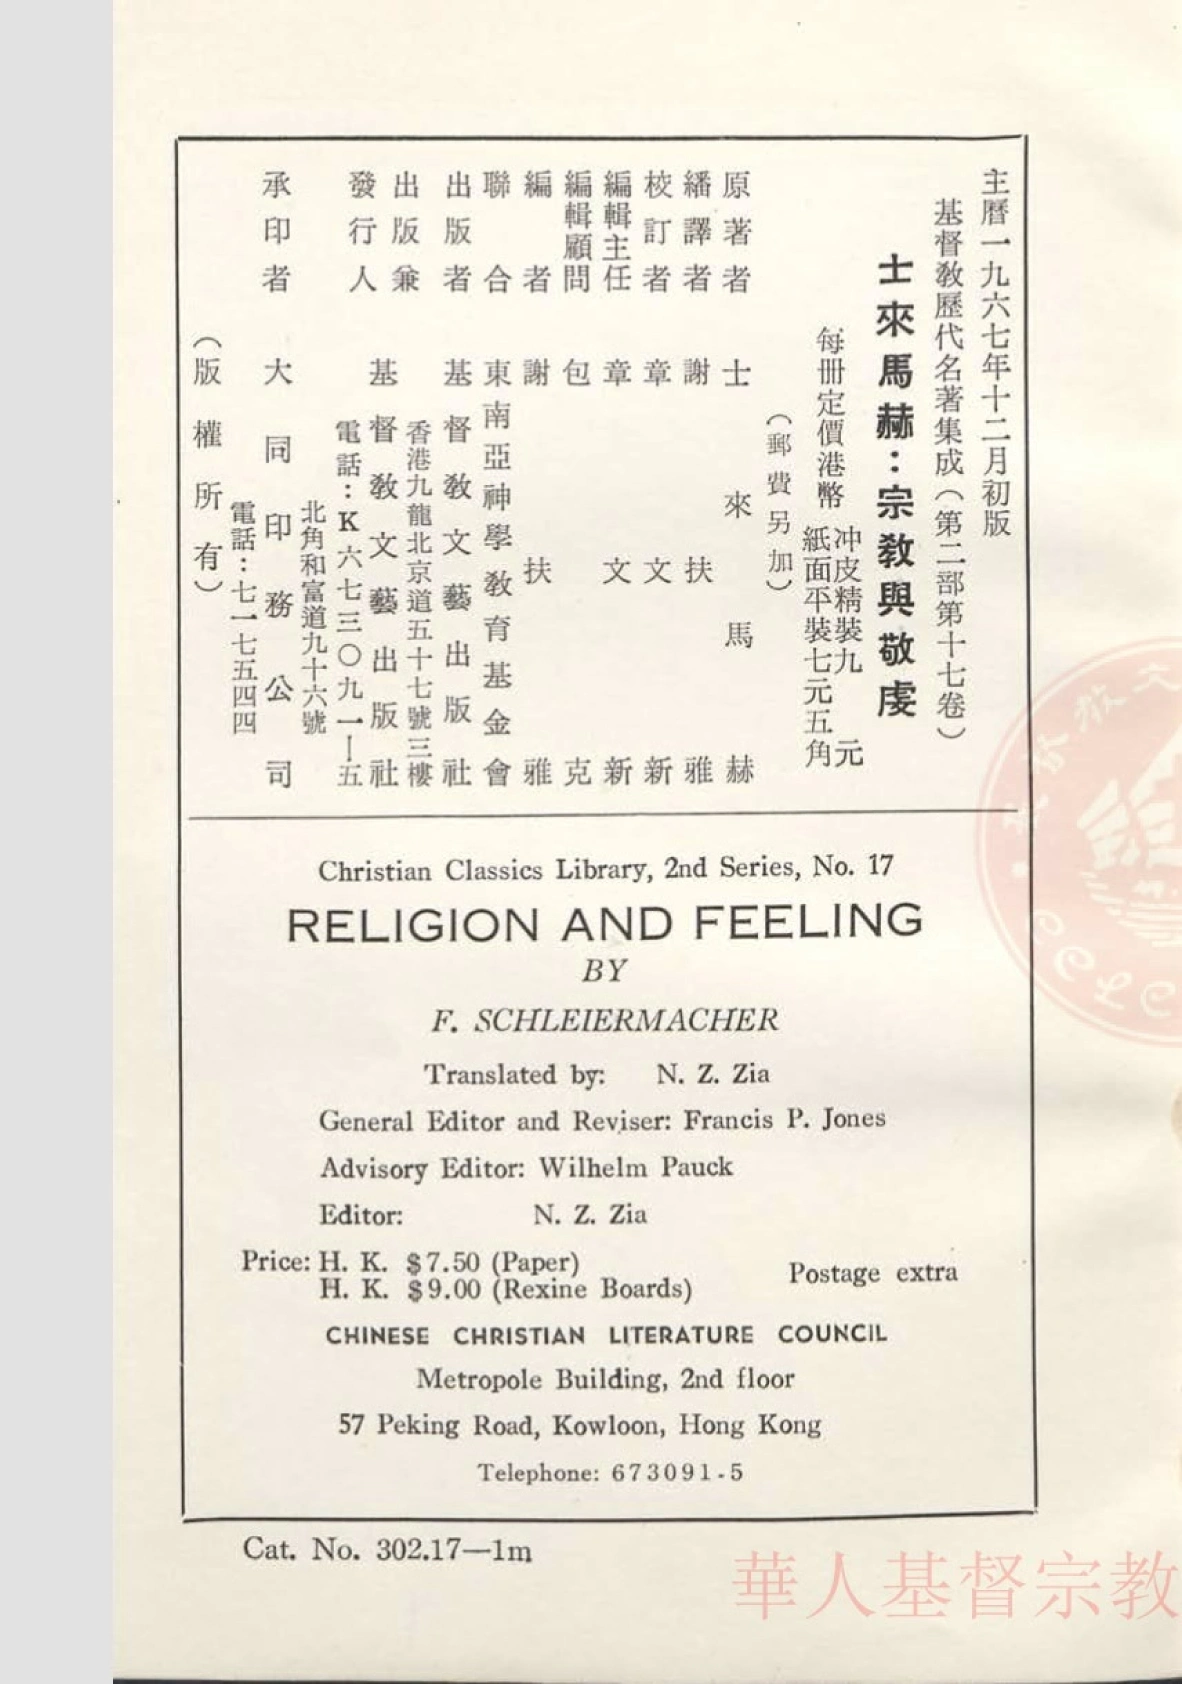 主曆一九六七年十二月初版
基督教歷代名著集成（第二部第十七卷）
士來馬赫：宗教與敬虔
每冊定價港幣
冲皮精裝九元
紙面平裝七元五角
（郵費另加）
原著者 士來馬赫
繙譯者 謝扶雅
校訂者 章文新
編輯主任 章文新
編輯顧問 包克
編者 謝扶雅
聯合 東南亞神學教育基金會
出版者 基督教文藝出版社
香港九龍北京道五十七號三樓
出版兼
發行人 基督教文藝出版社
電話：K六七三〇九一—五
北角和富道九十六號
承印者 大同印務公司
電話：七一七五四四
（版權所有）
Christian Classics Library, 2nd Series, No. 17
RELIGION AND FEELING
BY
F. SCHLEIERMACHER
Translated by: N. Z. Zia
General Editor and Reviser: Francis P. Jones
Advisory Editor: Wilhelm Pauck
Editor: N. Z. Zia
Price: H. K. $7.50 (Paper)
H. K. $9.00 (Rexine Boards)
Postage extra
CHINESE CHRISTIAN LITERATURE COUNCIL
Metropole Building, 2nd floor
57 Peking Road, Kowloon, Hong Kong
Telephone: 673091-5
Cat. No. 302.17—1m
華人基督宗教